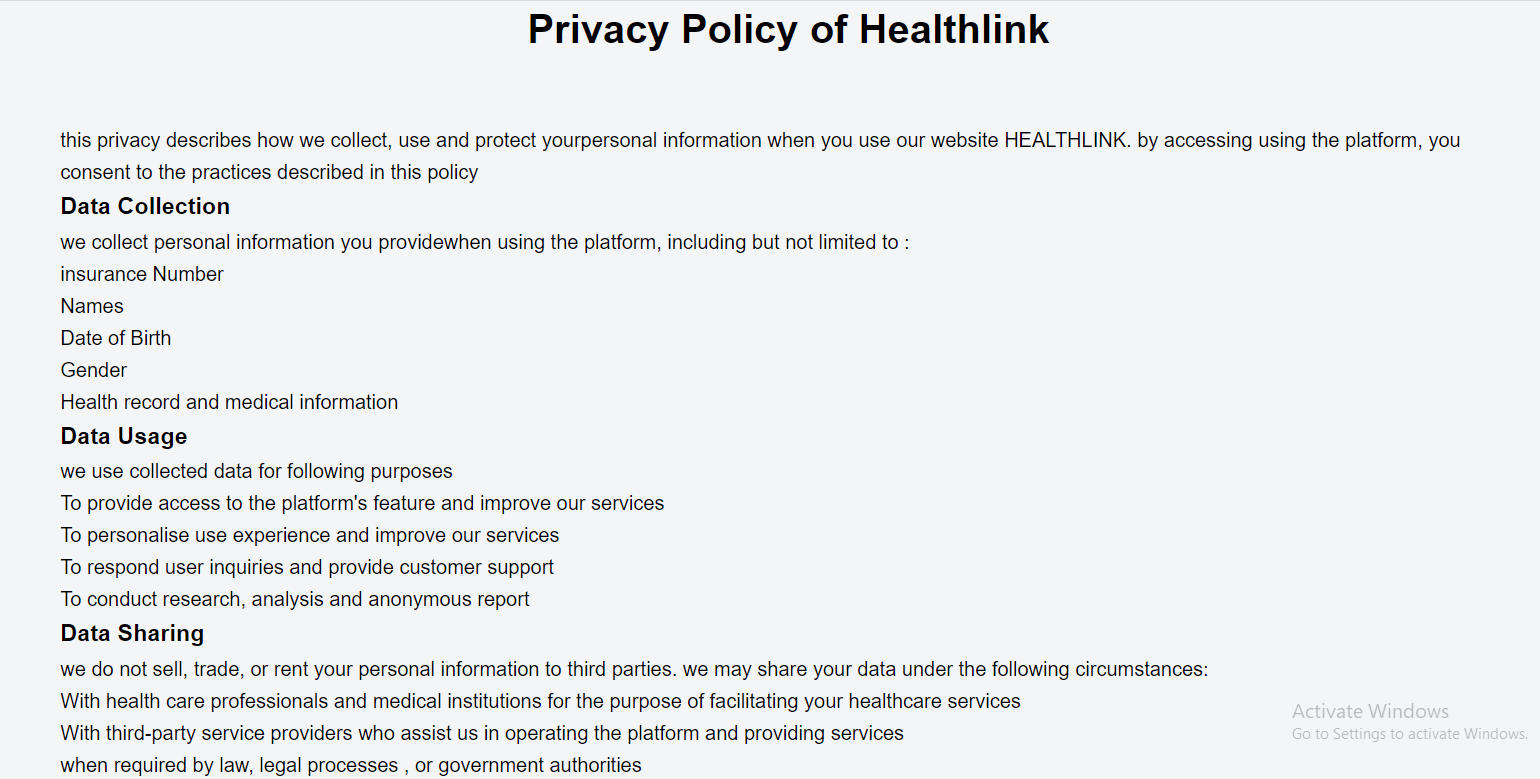 Privacy Policy of Healthlink
this privacy describes how we collect, use and protect yourpersonal information when you use our website HEALTHLINK. by accessing using the platform, you
consent to the practices described in this policy
Data Collection
we collect personal information you providewhen using the platform, including but not limited to :
insurance Number
Names
Date of Birth
Gender
Health record and medical information
Data Usage
we use collected data for following purposes
To provide access to the platform's feature and improve our services
To personalise use experience and improve our services
To respond user inquiries and provide customer support
To conduct research, analysis and anonymous report
Data Sharing
we do not sell, trade, or rent your personal information to third parties. we may share your data under the following circumstances:
With health care professionals and medical institutions for the purpose of facilitating your healthcare services
With third-party service providers who assist us in operating the platform and providing services
when required by law, legal processes , or government authorities
Activate Windows
Go to Settings to activate Windows.